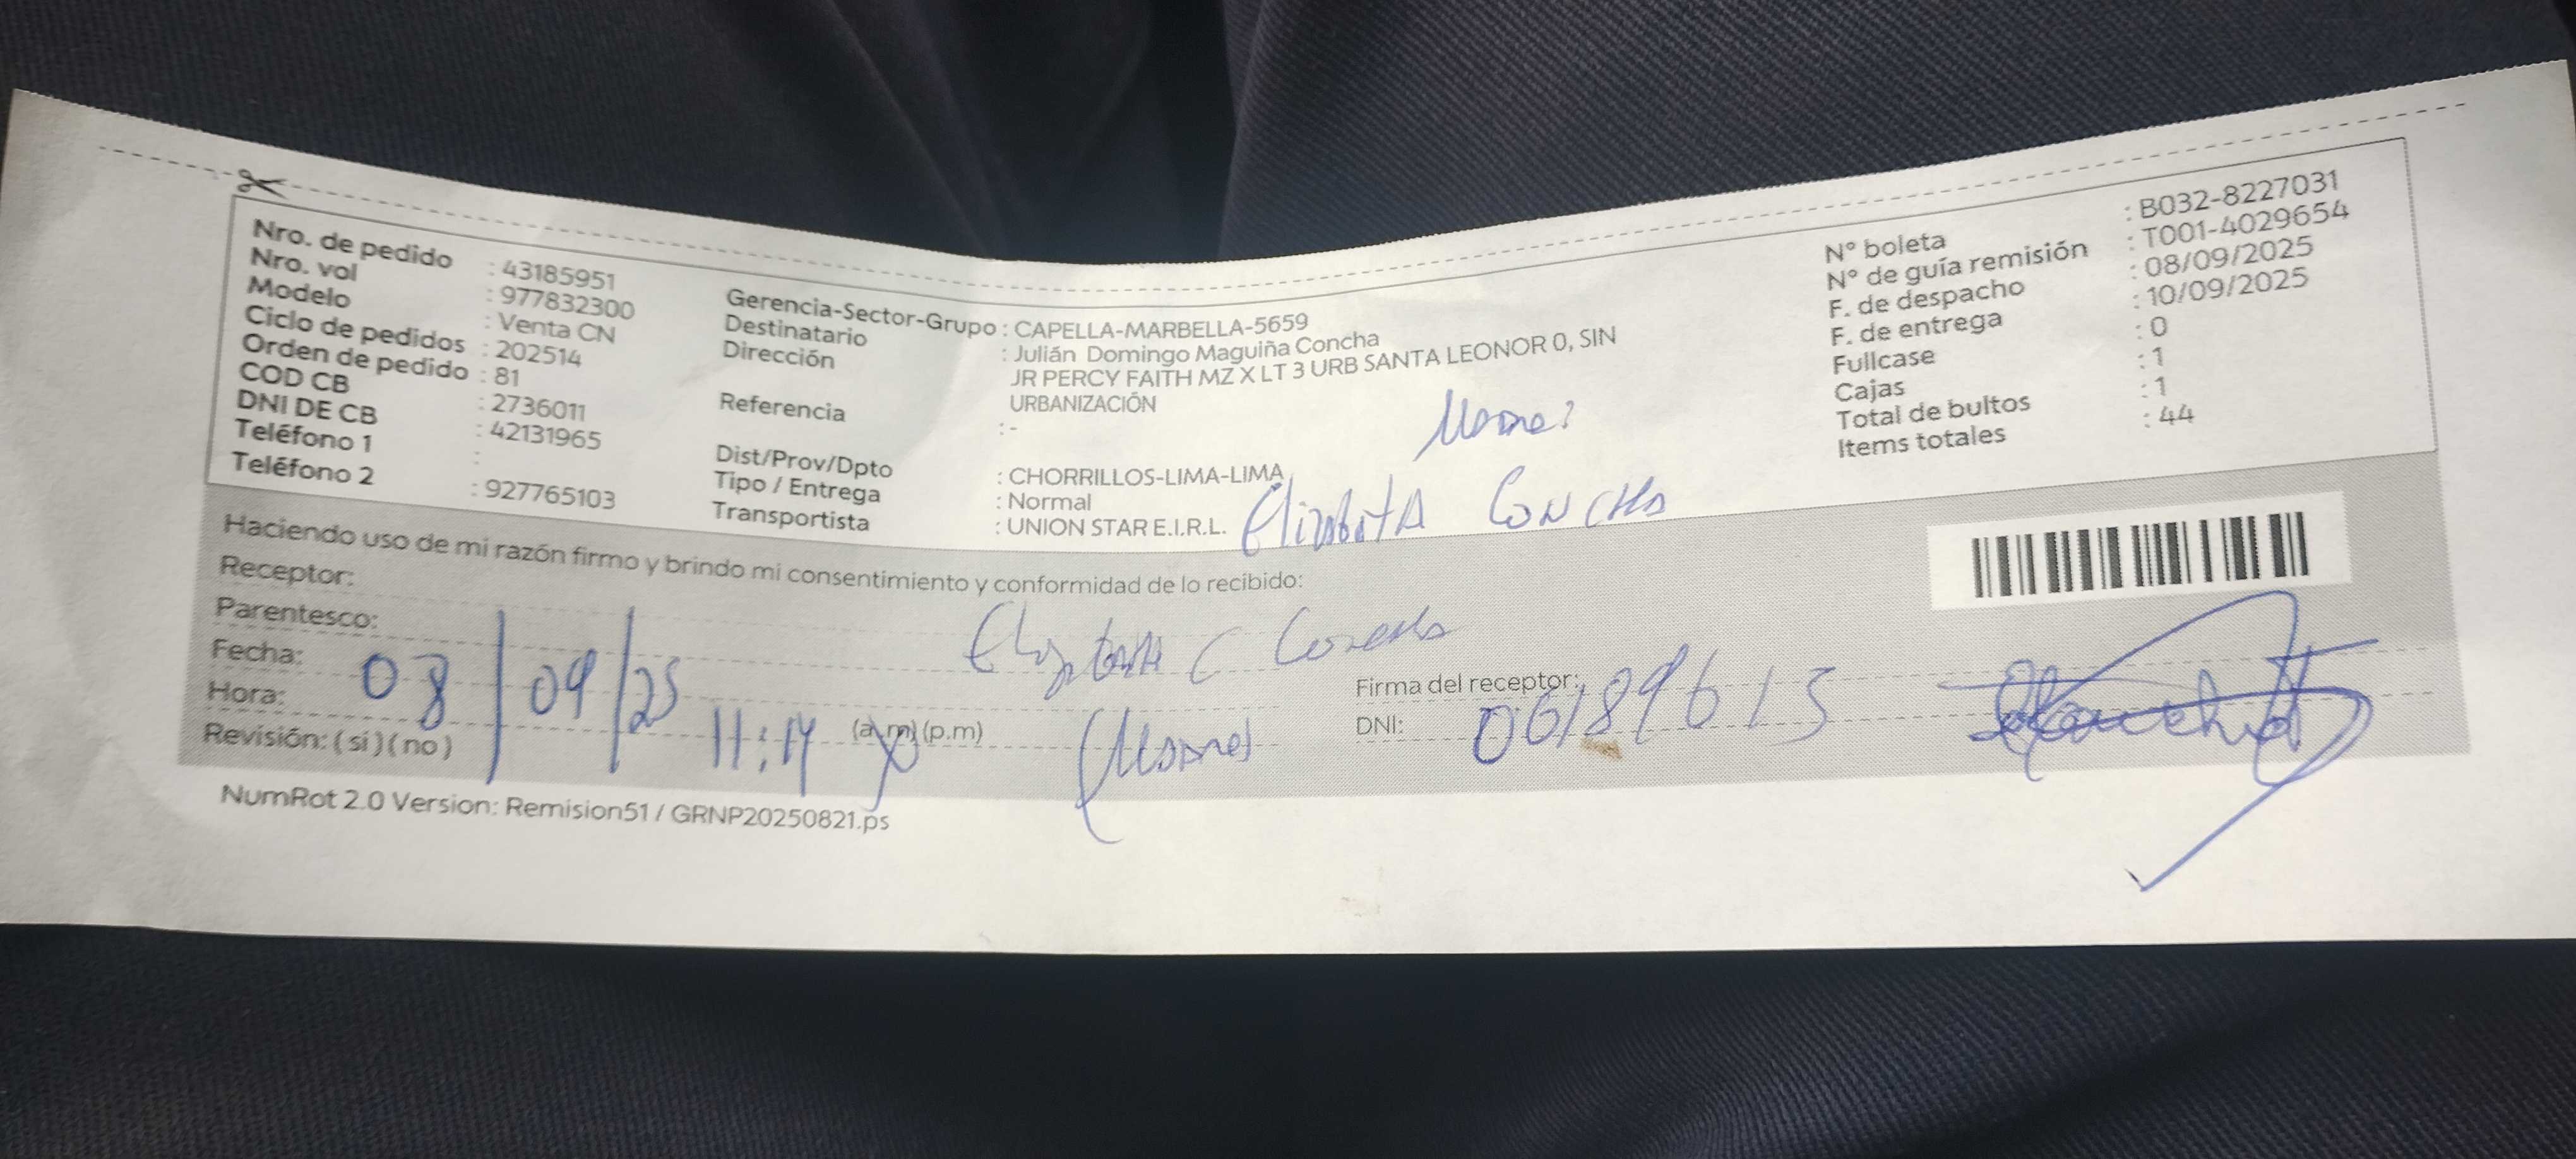 Nro. de pedido : 43185951
Nro. vol : 977832300
Modelo : Venta CN
Ciclo de pedidos : 202514
Orden de pedido : 81
COD CB : 2736011
DNI DE CB : 42131965
Teléfono 1 :
Teléfono 2 : 927765103
Gerencia-Sector-Grupo : CAPELLA-MARBELLA-5659
Destinatario : Julián Domingo Maguiña Concha
Dirección : JR PERCY FAITH MZ X LT 3 URB SANTA LEONOR 0, SIN
URBANIZACIÓN
Referencia : -
Dist/Prov/Dpto : CHORRILLOS-LIMA-LIMA
Tipo / Entrega : Normal
Transportista : UNION STAR E.I.R.L.
Concha
N° boleta : B032-8227031
N° de guía remisión : T001-4029654
F. de despacho : 08/09/2025
F. de entrega : 10/09/2025
Fullcase : 0
Cajas : 1
Total de bultos : 1
Items totales : 44
Haciendo uso de mi razón firmo y brindo mi consentimiento y conformidad de lo recibido:
Receptor:
Parentesco:
Fecha: 08/09/25
Hora: 11:14 (a.m) (p.m)
Revisión: (si) (no)
Concha
Firma del receptor:
DNI: 06189613
NumRot 2.0 Version: Remision51 / GRNP20250821.ps